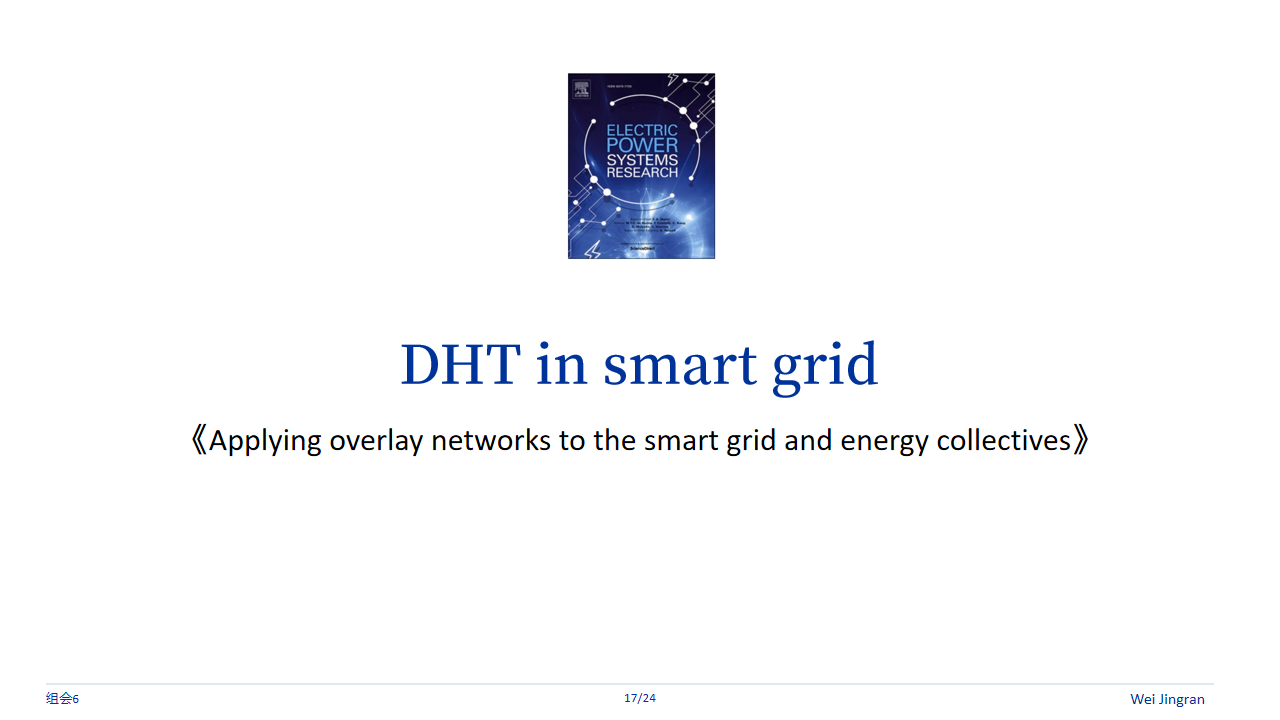 ELECTRIC
POWER
SYSTEMS
RESEARCH
DHT in smart grid
《Applying overlay networks to the smart grid and energy collectives》
组会6
17/24
Wei Jingran